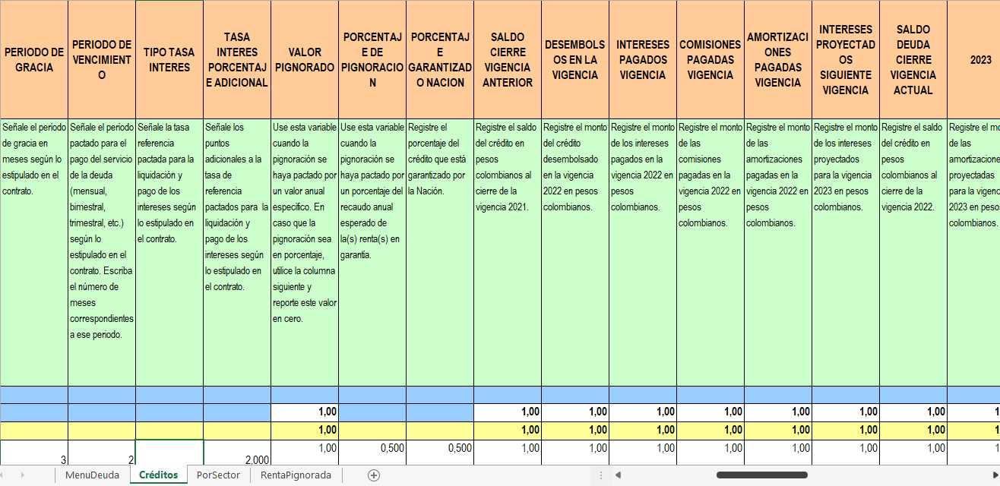 PERIODO DE
GRACIA
PERIODO DE
VENCIMIENT
O
TIPO TASA
INTERES
TASA
INTERES
PORCENTAJ
E ADICIONAL
VALOR
PIGNORADO
PORCENTAJ
E DE
PIGNORACIO
N
PORCENTAJ
E
GARANTIZAD
O NACION
SALDO
CIERRE
VIGENCIA
ANTERIOR
DESEMBOLS
OS EN LA
VIGENCIA
INTERESES
PAGADOS
VIGENCIA
COMISIONES
PAGADAS
VIGENCIA
AMORTIZACI
ONES
PAGADAS
VIGENCIA
INTERESES
PROYECTAD
OS
SIGUIENTE
VIGENCIA
SALDO
DEUDA
CIERRE
VIGENCIA
ACTUAL
2023
Señale el periodo
de gracia en
meses según lo
estipulado en el
contrato.
Señale el período
pactado para el
pago del servicio
de la deuda
(mensual,
bimestral,
trimestral, etc.)
según lo
estipulado en el
contrato. Escriba
el número de
meses
correspondientes
a ese periodo.
Señale la tasa
referencia
pactada para la
liquidación y
pago de los
intereses según
lo estipulado en
el contrato.
Señale los
puntos
adicionales a la
tasa de
referencia
pactados para la
liquidación y
pago de los
intereses según
lo estipulado en
el contrato.
Use esta variable
cuando la
pignoración se
haya pactado por
un valor anual
específico. En
caso que la
pignoración sea
en porcentaje,
utilice la columna
siguiente y
reporte este valor
en cero.
Use esta variable
cuando la
pignoración se
haya pactado por
un porcentaje del
recaudo anual
esperado de
la(s) renta(s) en
garantía.
Registre el
porcentaje del
crédito que está
garantizado por
la Nación.
Registre el saldo
del crédito en
pesos
colombianos al
cierre de la
vigencia 2021.
Registre el monto
del crédito
desembolsado
en la vigencia
2022 en pesos
colombianos.
Registre el monto
de los intereses
pagados en la
vigencia 2022 en
pesos
colombianos.
Registre el monto
de las
comisiones
pagadas en la
vigencia 2022 en
pesos
colombianos.
Registre el monto
de las
amortizaciones
pagadas en la
vigencia 2022 en
pesos
colombianos.
Registre el monto
de los intereses
proyectados
para la vigencia
2023 en pesos
colombianos.
Registre el saldo
del crédito en
pesos
colombianos al
cierre de la
vigencia 2022.
Registre el mo
de las
amortizacione
proyectadas
para la vigenc
2023 en peso
colombianos.
1,00 1,00 1,00 1,00 1,00 1,00 1,00 1,00 1
1,00 1,00 1,00 1,00 1,00 1,00 1,00 1,00 1
3 2 2,000 1,00 0,500 0,500 1,00 1,00 1,00 1,00 1,00 1,00 1,00 1
MenuDeuda Créditos PorSector RentaPignorada